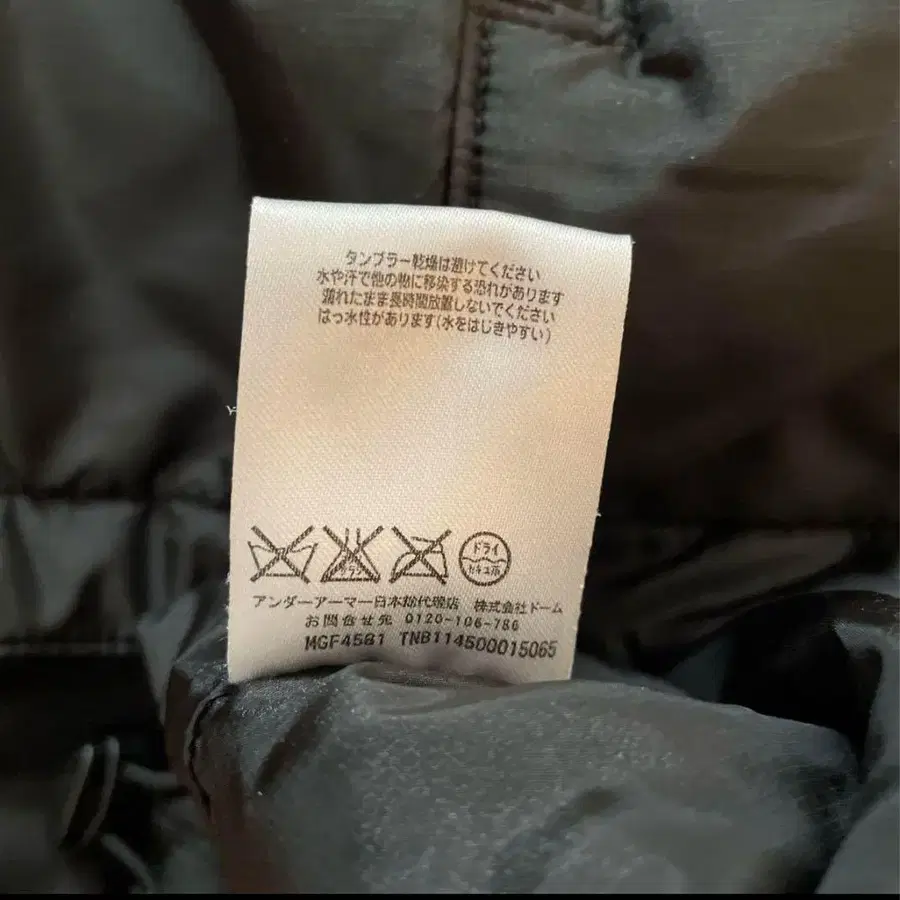 タンブラー乾燥は避けてください
水や汗で他の物に移染する恐れがあります
濡れたまま長時間放置しないでください
はっ水性があります(水をはじきやすい)
ドライ
セキユ系
アンダーアーマー日本総代理店 株式会社ドーム
お問合せ先 0120-106-786
MGF4581 TNB114500015065